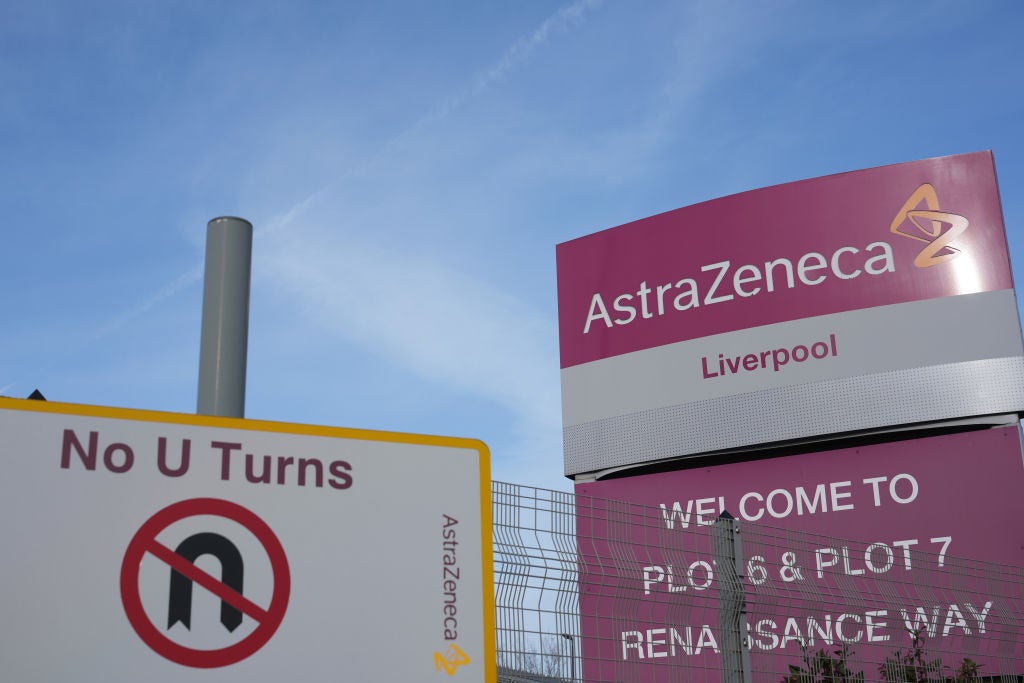 No U Turns
AstraZeneca
AstraZeneca
Liverpool
WELCOME TO
PLOT 6 & PLOT 7
RENAISSANCE WAY